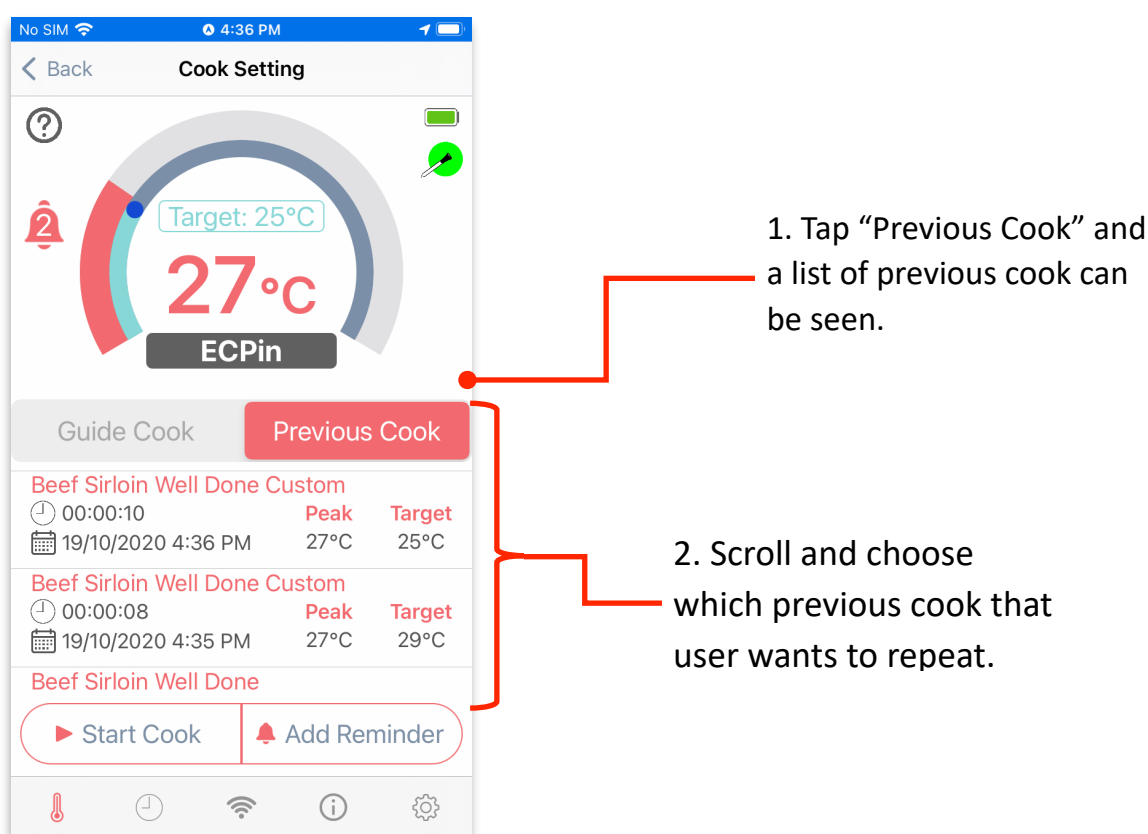 No SIM 4:36 PM
Back Cook Setting
?
2
Target: 25°C
27°C
ECPin
Guide Cook Previous Cook
Beef Sirloin Well Done Custom
00:00:10 Peak Target
19/10/2020 4:36 PM 27°C 25°C
Beef Sirloin Well Done Custom
00:00:08 Peak Target
19/10/2020 4:35 PM 27°C 29°C
Beef Sirloin Well Done
Start Cook Add Reminder
1. Tap “Previous Cook” and
a list of previous cook can
be seen.
2. Scroll and choose
which previous cook that
user wants to repeat.